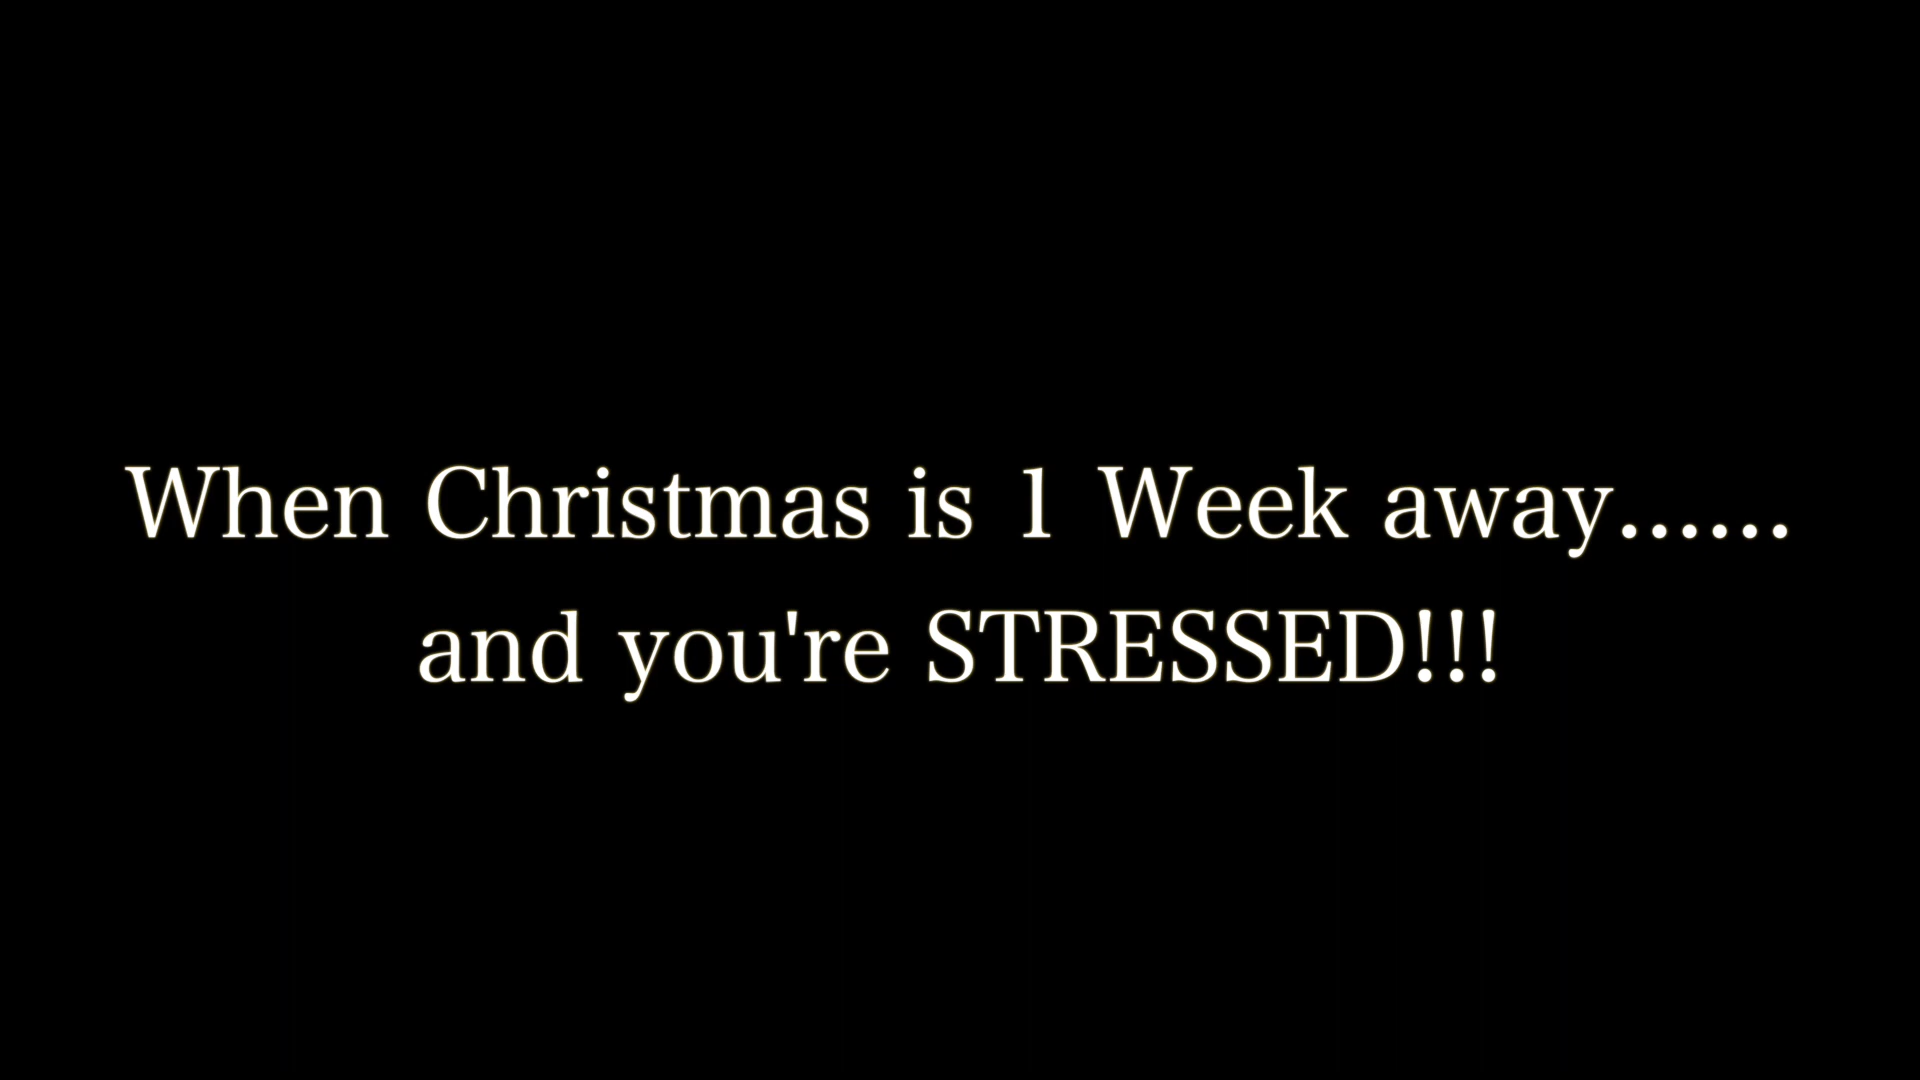 When Christmas is 1 Week away......
and you're STRESSED!!!